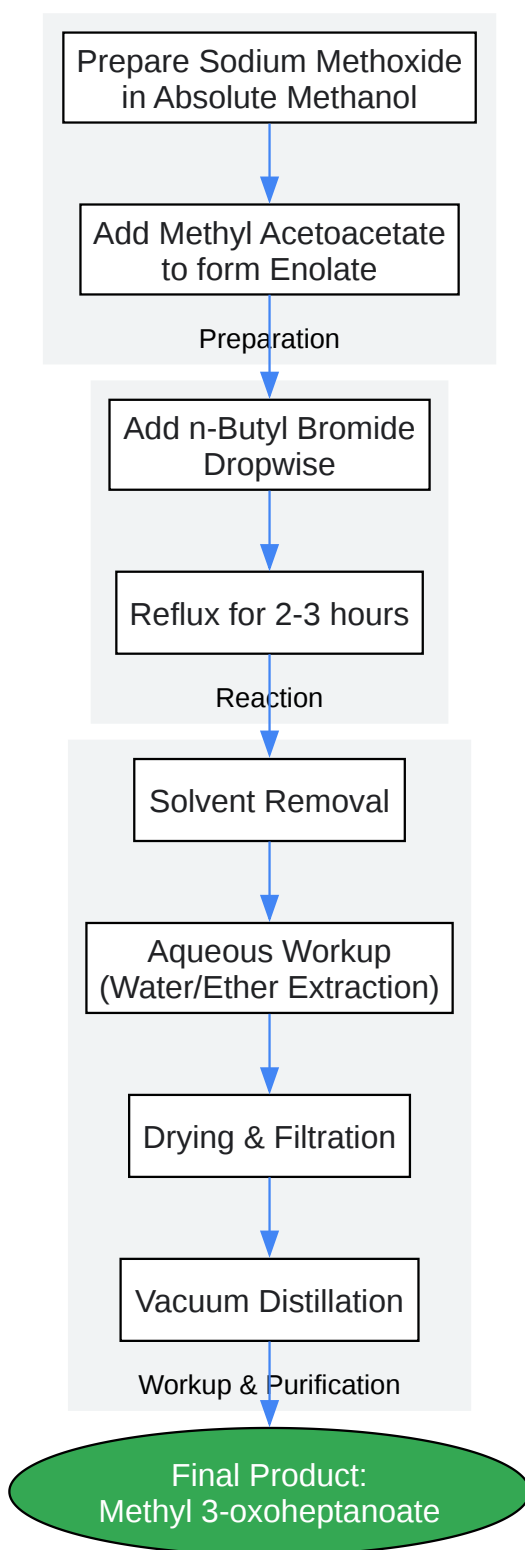 Prepare Sodium Methoxide
in Absolute Methanol
Add Methyl Acetoacetate
to form Enolate
Preparation
Add n-Butyl Bromide
Dropwise
Reflux for 2-3 hours
Reaction
Solvent Removal
Aqueous Workup
(Water/Ether Extraction)
Drying & Filtration
Vacuum Distillation
Workup & Purification
Final Product:
Methyl 3-oxoheptanoate